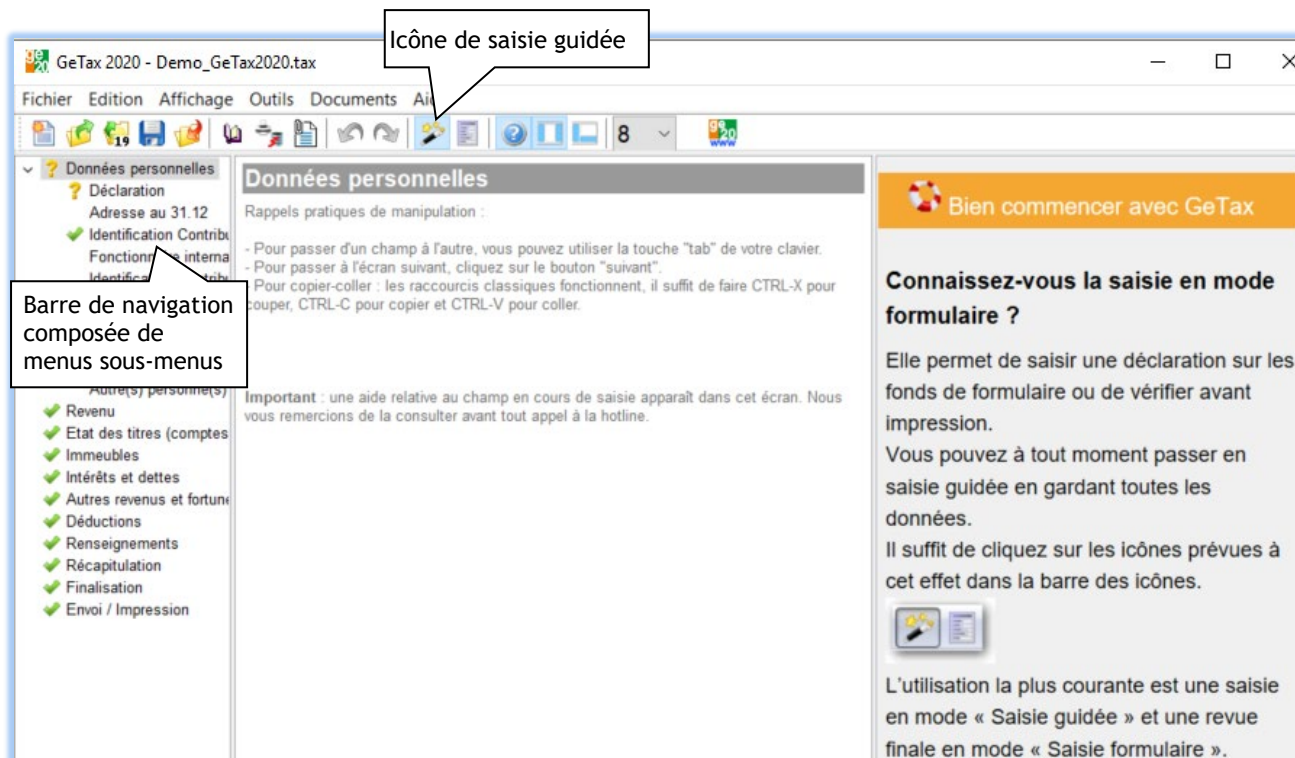 Icône de saisie guidée
GeTax 2020 - Demo_GeTax2020.tax
Fichier Edition Affichage Outils Documents
19
8
ge20
www
Données personnelles
Déclaration
Adresse au 31.12
Identification Contribu
Barre de navigation
composée de
menus sous-menus
Revenu
Etat des titres (comptes
Immeubles
Intérêts et dettes
Autres revenus et fortune
Déductions
Renseignements
Récapitulation
Finalisation
Envoi / Impression
Données personnelles
Rappels pratiques de manipulation :
- Pour passer d'un champ à l'autre, vous pouvez utiliser la touche "tab" de votre clavier.
- Pour passer à l'écran suivant, cliquez sur le bouton "suivant".
- Pour copier-coller : les raccourcis classiques fonctionnent, il suffit de faire CTRL-X pour
couper, CTRL-C pour copier et CTRL-V pour coller.
Important : une aide relative au champ en cours de saisie apparaît dans cet écran. Nous
vous remercions de la consulter avant tout appel à la hotline.
Bien commencer avec GeTax
Connaissez-vous la saisie en mode
formulaire ?
Elle permet de saisir une déclaration sur les
fonds de formulaire ou de vérifier avant
impression.
Vous pouvez à tout moment passer en
saisie guidée en gardant toutes les
données.
Il suffit de cliquez sur les icônes prévues à
cet effet dans la barre des icônes.
L'utilisation la plus courante est une saisie
en mode « Saisie guidée » et une revue
finale en mode « Saisie formulaire ».